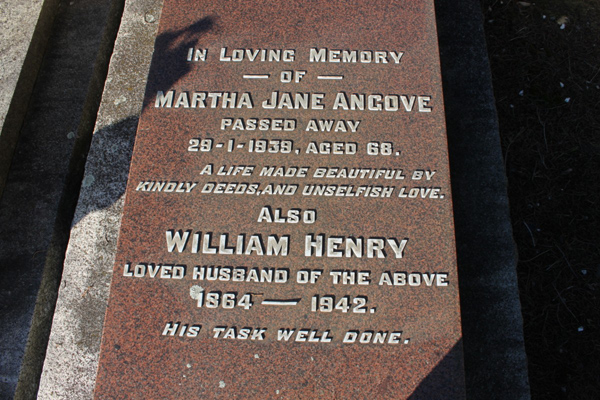 IN LOVING MEMORY
— OF —
MARTHA JANE ANGOVE
PASSED AWAY
29-1-1939, AGED 68.
A LIFE MADE BEAUTIFUL BY
KINDLY DEEDS, AND UNSELFISH LOVE.
ALSO
WILLIAM HENRY
LOVED HUSBAND OF THE ABOVE
1864 — 1942.
HIS TASK WELL DONE.